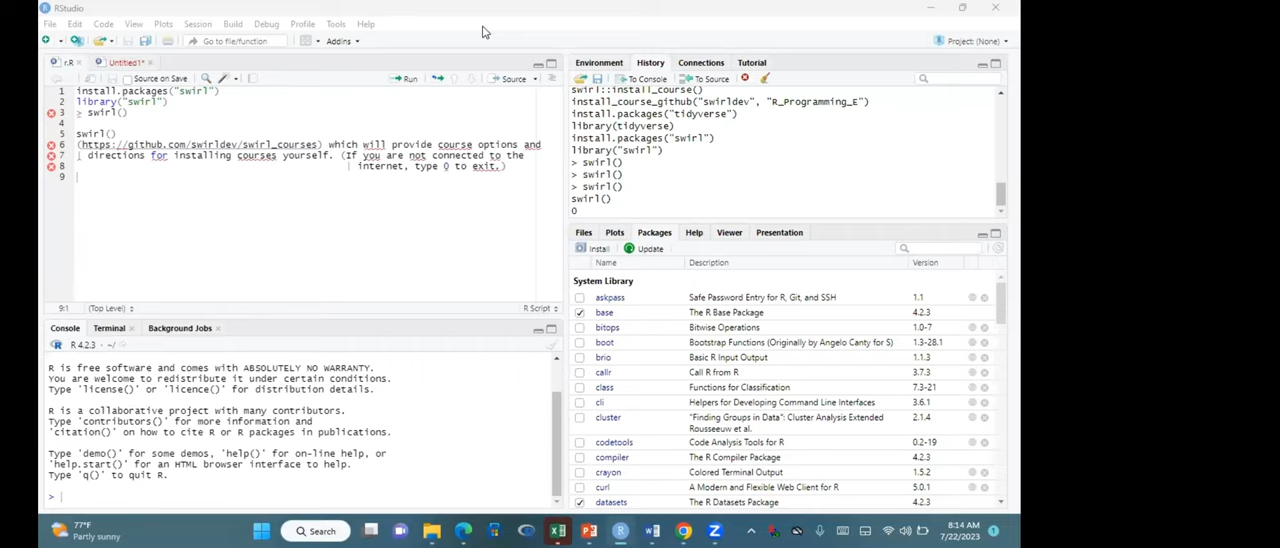 RStudio
File Edit Code View Plots Session Build Debug Profile Tools Help
Go to file/function Addins Project: (None)
r.R Untitled1*
Source on Save Run Source
1 install.packages("swirl")
2 library("swirl")
3 > swirl()
4
5 swirl()
6 (https://github.com/swirldev/swirl_courses) which will provide course options and
7 | directions for installing courses yourself. (If you are not connected to the
8 | internet, type 0 to exit.)
9
9:1 (Top Level) R Script
Console Terminal Background Jobs
R 4.2.3 · ~/
R is free software and comes with ABSOLUTELY NO WARRANTY.
You are welcome to redistribute it under certain conditions.
Type 'license()' or 'licence()' for distribution details.
R is a collaborative project with many contributors.
Type 'contributors()' for more information and
'citation()' on how to cite R or R packages in publications.
Type 'demo()' for some demos, 'help()' for on-line help, or
'help.start()' for an HTML browser interface to help.
Type 'q()' to quit R.
>
Environment History Connections Tutorial
To Console To Source
swirl::install_course()
install_course_github("swirldev", "R_Programming_E")
install.packages("tidyverse")
library(tidyverse)
install.packages("swirl")
library("swirl")
> swirl()
> swirl()
> swirl()
swirl()
0
Files Plots Packages Help Viewer Presentation
Install Update
Name Description Version
System Library
askpass Safe Password Entry for R, Git, and SSH 1.1
base The R Base Package 4.2.3
bitops Bitwise Operations 1.0-7
boot Bootstrap Functions (Originally by Angelo Canty for S) 1.3-28.1
brio Basic R Input Output 1.1.3
callr Call R from R 3.7.3
class Functions for Classification 7.3-21
cli Helpers for Developing Command Line Interfaces 3.6.1
cluster "Finding Groups in Data": Cluster Analysis Extended 2.1.4
Rousseeuw et al.
codetools Code Analysis Tools for R 0.2-19
compiler The R Compiler Package 4.2.3
crayon Colored Terminal Output 1.5.2
curl A Modern and Flexible Web Client for R 5.0.1
datasets The R Datasets Package 4.2.3
77°F
Partly sunny
Search
8:14 AM
7/22/2023
1